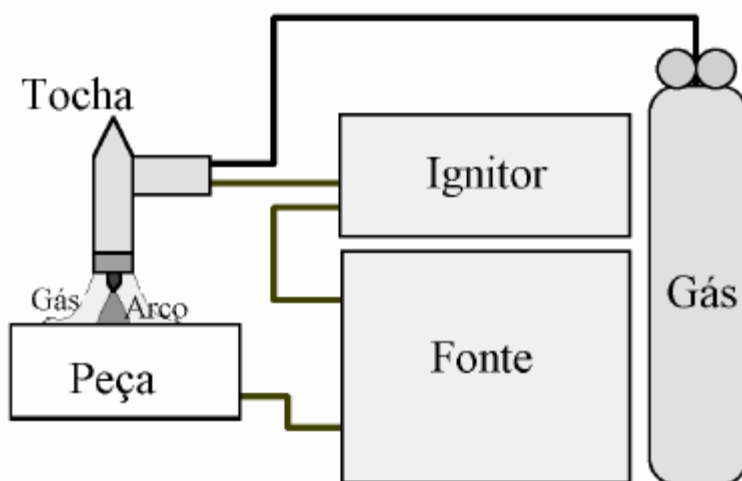 Tocha
Ignitor
Gás
Gás
Arco
Peça
Fonte